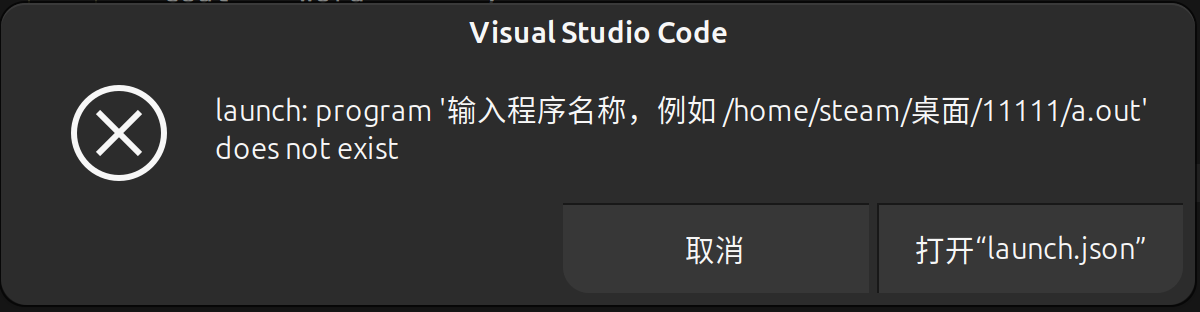 Visual Studio Code
launch: program '输入程序名称，例如 /home/steam/桌面/11111/a.out'
does not exist
取消
打开“launch.json”